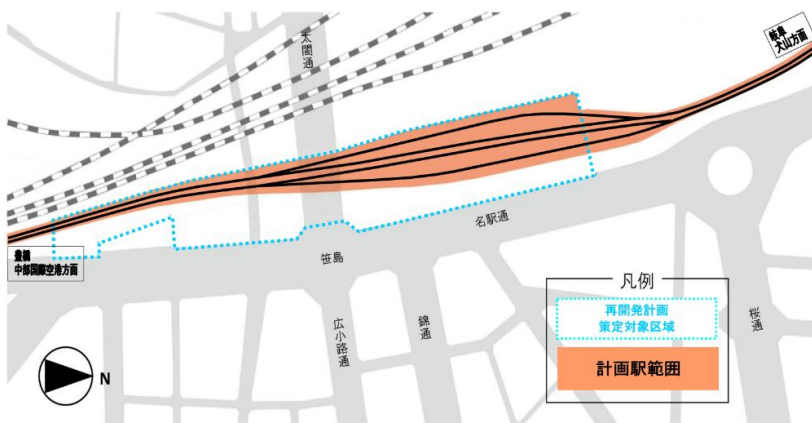 太閤通
岐阜
犬山方面
名駅通
笹島
豊橋
中部国際空港方面
広小路通
錦通
桜通
凡例
再開発計画
策定対象区域
計画駅範囲
N